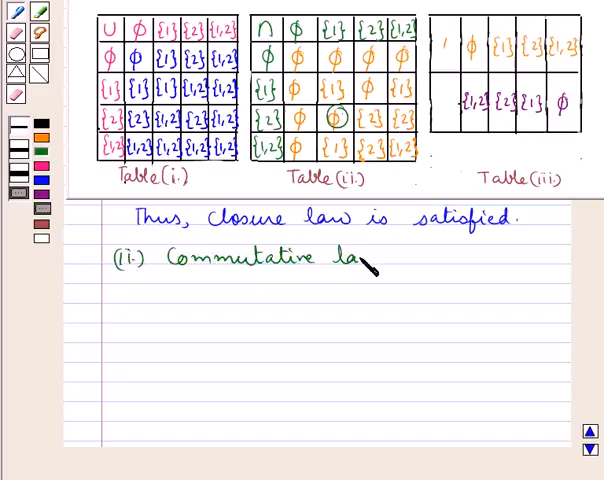 ∪ φ {1} {2} {1,2}
φ φ {1} {2} {1,2}
{1} {1} {1} {1,2} {1,2}
{2} {2} {1,2} {2} {1,2}
{1,2} {1,2} {1,2} {1,2} {1,2}
Table(i.)
∩ φ {1} {2} {1,2}
φ φ φ φ φ
{1} φ {1} φ {1}
{2} φ φ {2} {2}
{1,2} φ {1} {2} {1,2}
Table(ii.)
' φ {1} {2} {1,2}
{1,2} {2} {1} φ
Table(iii.)
Thus, closure law is satisfied.
(ii.) Commutative la